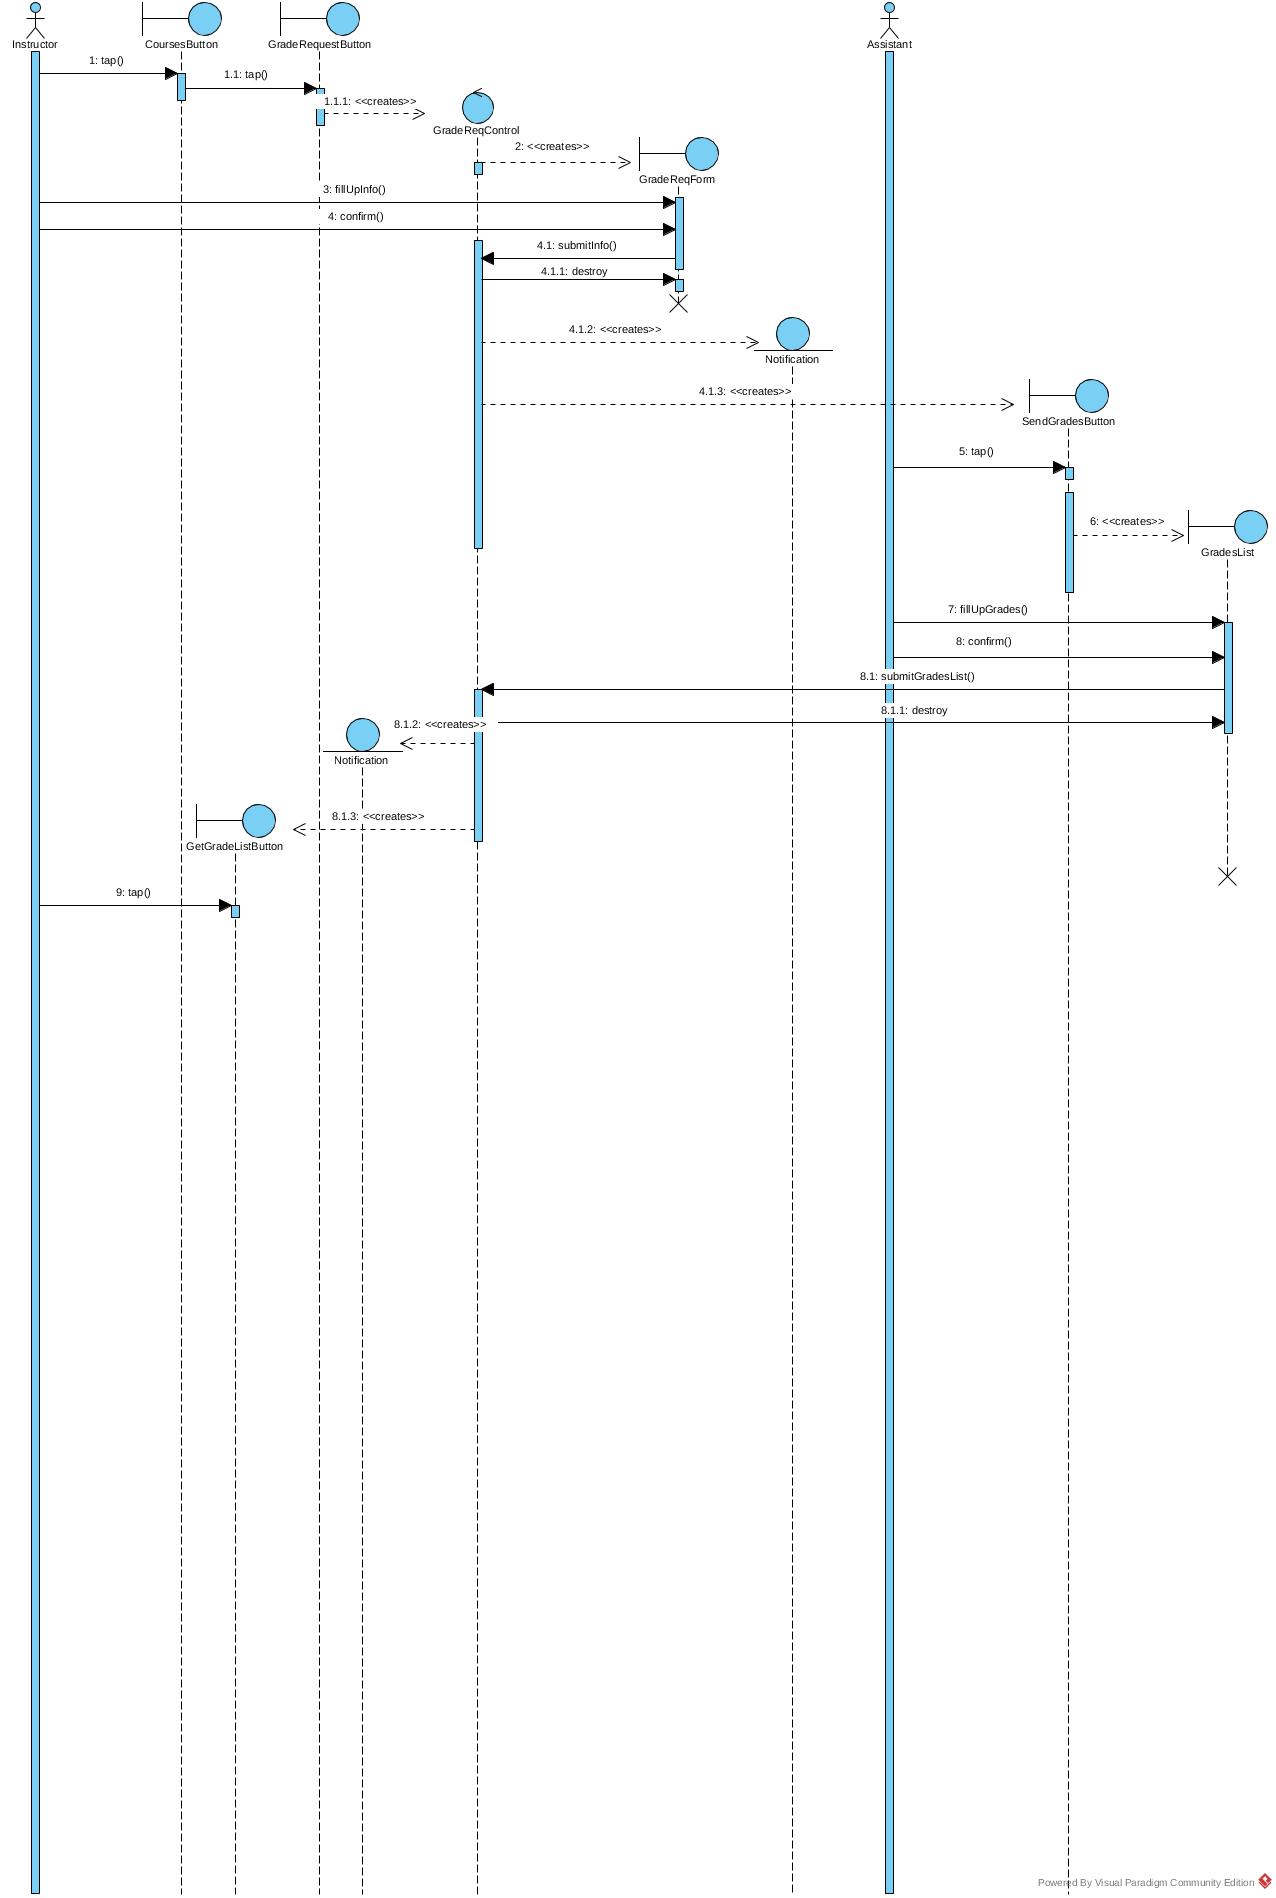 Instructor
CoursesButton
GradeRequestButton
Assistant
1: tap()
1.1: tap()
1.1.1: <<creates>>
GradeReqControl
2: <<creates>>
GradeReqForm
3: fillUpInfo()
4: confirm()
4.1: submitInfo()
4.1.1: destroy
4.1.2: <<creates>>
Notification
4.1.3: <<creates>>
SendGradesButton
5: tap()
6: <<creates>>
GradesList
7: fillUpGrades()
8: confirm()
8.1: submitGradesList()
8.1.1: destroy
8.1.2: <<creates>>
Notification
8.1.3: <<creates>>
GetGradeListButton
9: tap()
Powered By Visual Paradigm Community Edition